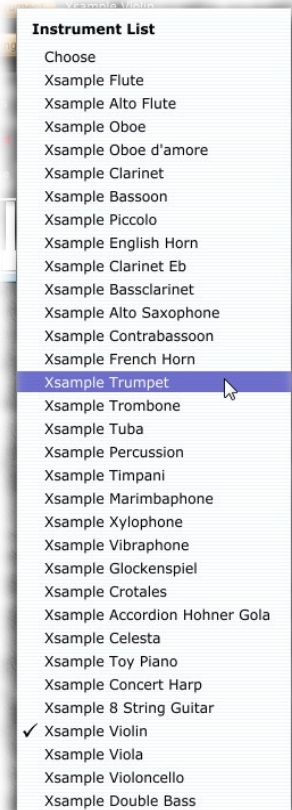 Xsample Violin
Instrument List
Choose
Xsample Flute
Xsample Alto Flute
Xsample Oboe
Xsample Oboe d'amore
Xsample Clarinet
Xsample Bassoon
Xsample Piccolo
Xsample English Horn
Xsample Clarinet Eb
Xsample Bassclarinet
Xsample Alto Saxophone
Xsample Contrabassoon
Xsample French Horn
Xsample Trumpet
Xsample Trombone
Xsample Tuba
Xsample Percussion
Xsample Timpani
Xsample Marimbaphone
Xsample Xylophone
Xsample Vibraphone
Xsample Glockenspiel
Xsample Crotales
Xsample Accordion Hohner Gola
Xsample Celesta
Xsample Toy Piano
Xsample Concert Harp
Xsample 8 String Guitar
Xsample Violin
Xsample Viola
Xsample Violoncello
Xsample Double Bass